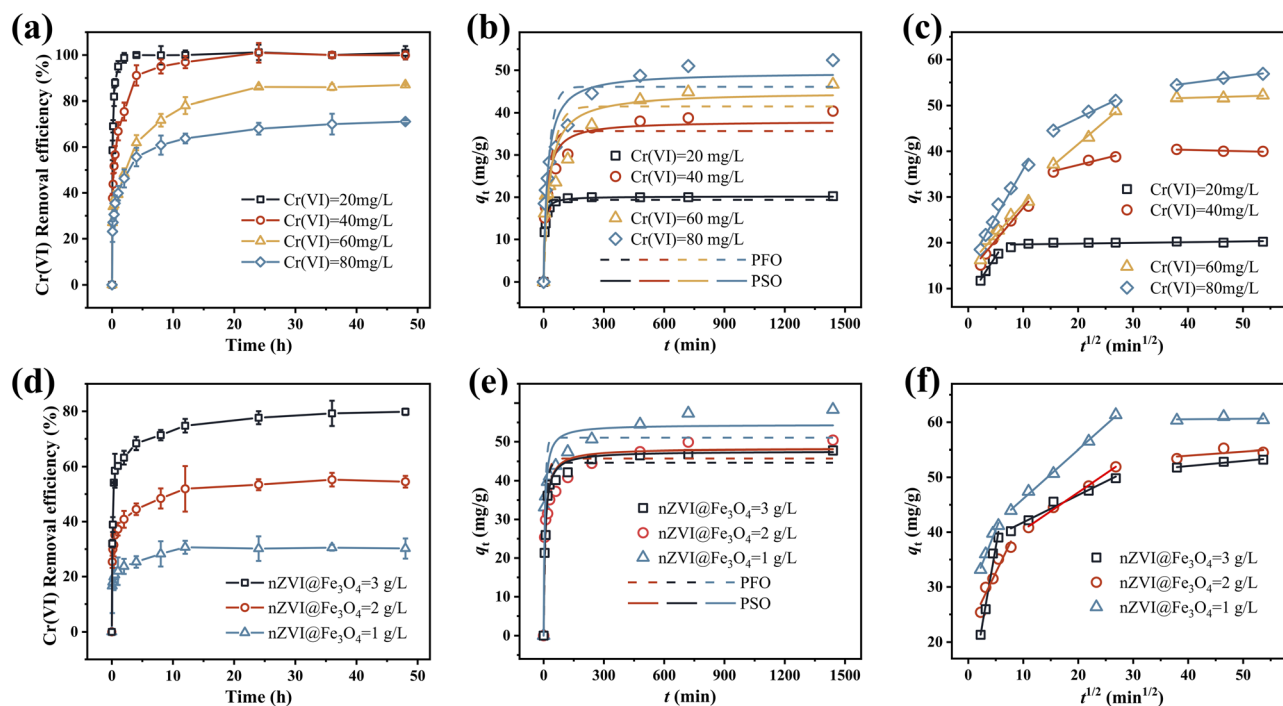 (a)
Cr(VI) Removal efficiency (%)
100
80
60
40
20
0
Cr(VI)=20mg/L
Cr(VI)=40mg/L
Cr(VI)=60mg/L
Cr(VI)=80mg/L
0 10 20 30 40 50
Time (h)
(b)
qt (mg/g)
60
50
40
30
20
10
0
Cr(VI)=20 mg/L
Cr(VI)=40 mg/L
Cr(VI)=60 mg/L
Cr(VI)=80 mg/L
PFO
PSO
0 300 600 900 1200 1500
t (min)
(c)
qt (mg/g)
60
50
40
30
20
10
Cr(VI)=20mg/L
Cr(VI)=40mg/L
Cr(VI)=60mg/L
Cr(VI)=80mg/L
0 10 20 30 40 50
t1/2 (min1/2)
(d)
Cr(VI) Removal efficiency (%)
80
60
40
20
0
nZVI@Fe3O4=3 g/L
nZVI@Fe3O4=2 g/L
nZVI@Fe3O4=1 g/L
0 10 20 30 40 50
Time (h)
(e)
qt (mg/g)
60
50
40
30
20
10
0
nZVI@Fe3O4=3 g/L
nZVI@Fe3O4=2 g/L
nZVI@Fe3O4=1 g/L
PFO
PSO
0 300 600 900 1200 1500
t (min)
(f)
qt (mg/g)
60
50
40
30
20
nZVI@Fe3O4=3 g/L
nZVI@Fe3O4=2 g/L
nZVI@Fe3O4=1 g/L
0 10 20 30 40 50
t1/2 (min1/2)